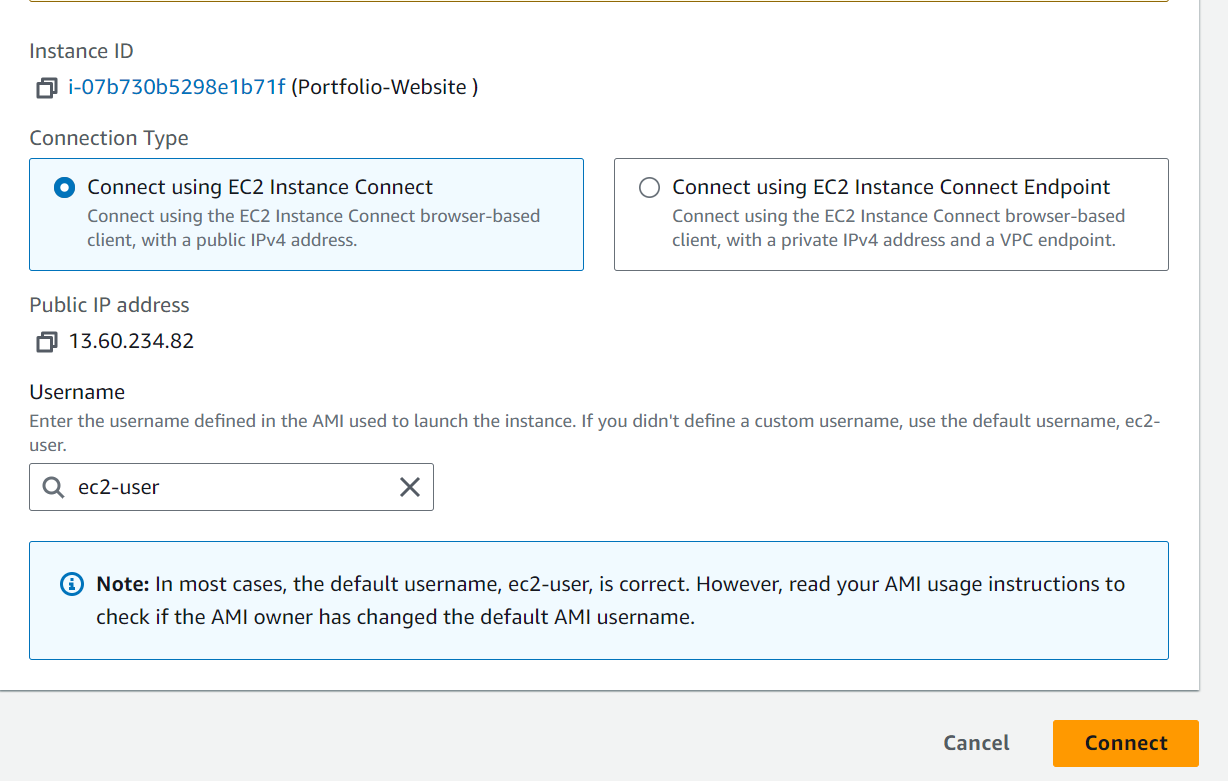 Instance ID
i-07b730b5298e1b71f (Portfolio-Website )
Connection Type
Connect using EC2 Instance Connect
Connect using the EC2 Instance Connect browser-based
client, with a public IPv4 address.
Connect using EC2 Instance Connect Endpoint
Connect using the EC2 Instance Connect browser-based
client, with a private IPv4 address and a VPC endpoint.
Public IP address
13.60.234.82
Username
Enter the username defined in the AMI used to launch the instance. If you didn't define a custom username, use the default username, ec2-
user.
ec2-user
Note: In most cases, the default username, ec2-user, is correct. However, read your AMI usage instructions to
check if the AMI owner has changed the default AMI username.
Cancel
Connect